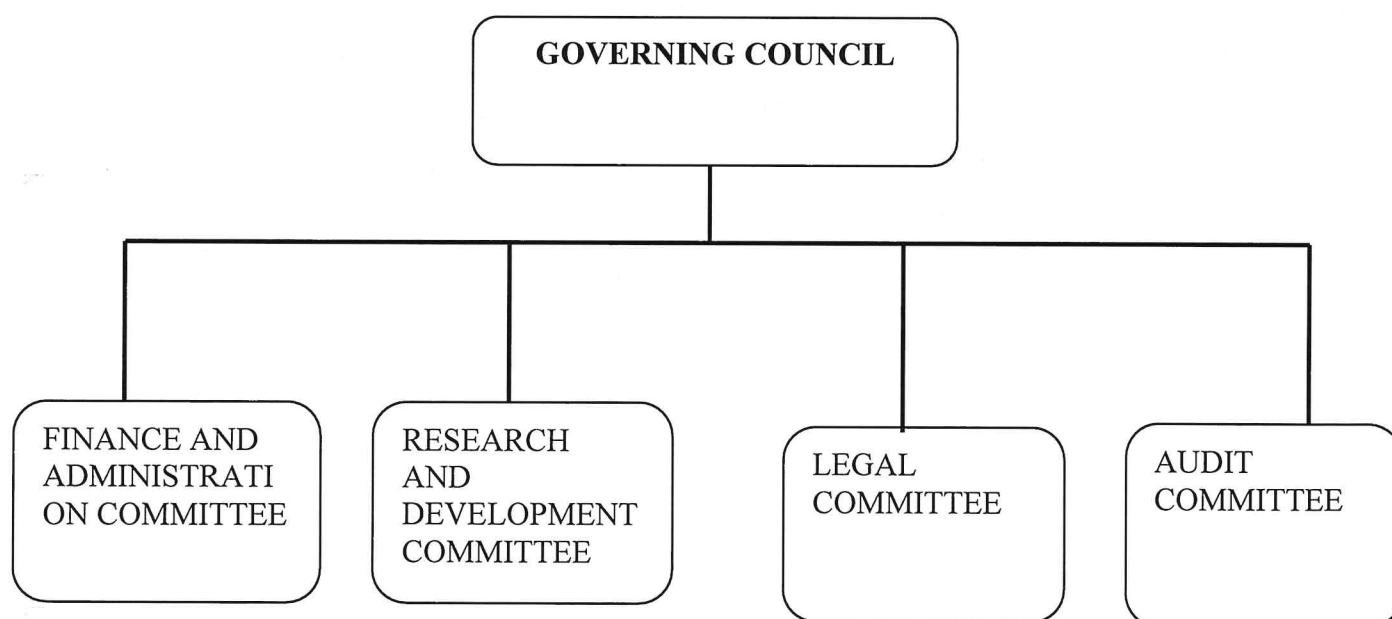 GOVERNING COUNCIL
FINANCE AND
ADMINISTRATI
ON COMMITTEE
RESEARCH
AND
DEVELOPMENT
COMMITTEE
LEGAL
COMMITTEE
AUDIT
COMMITTEE